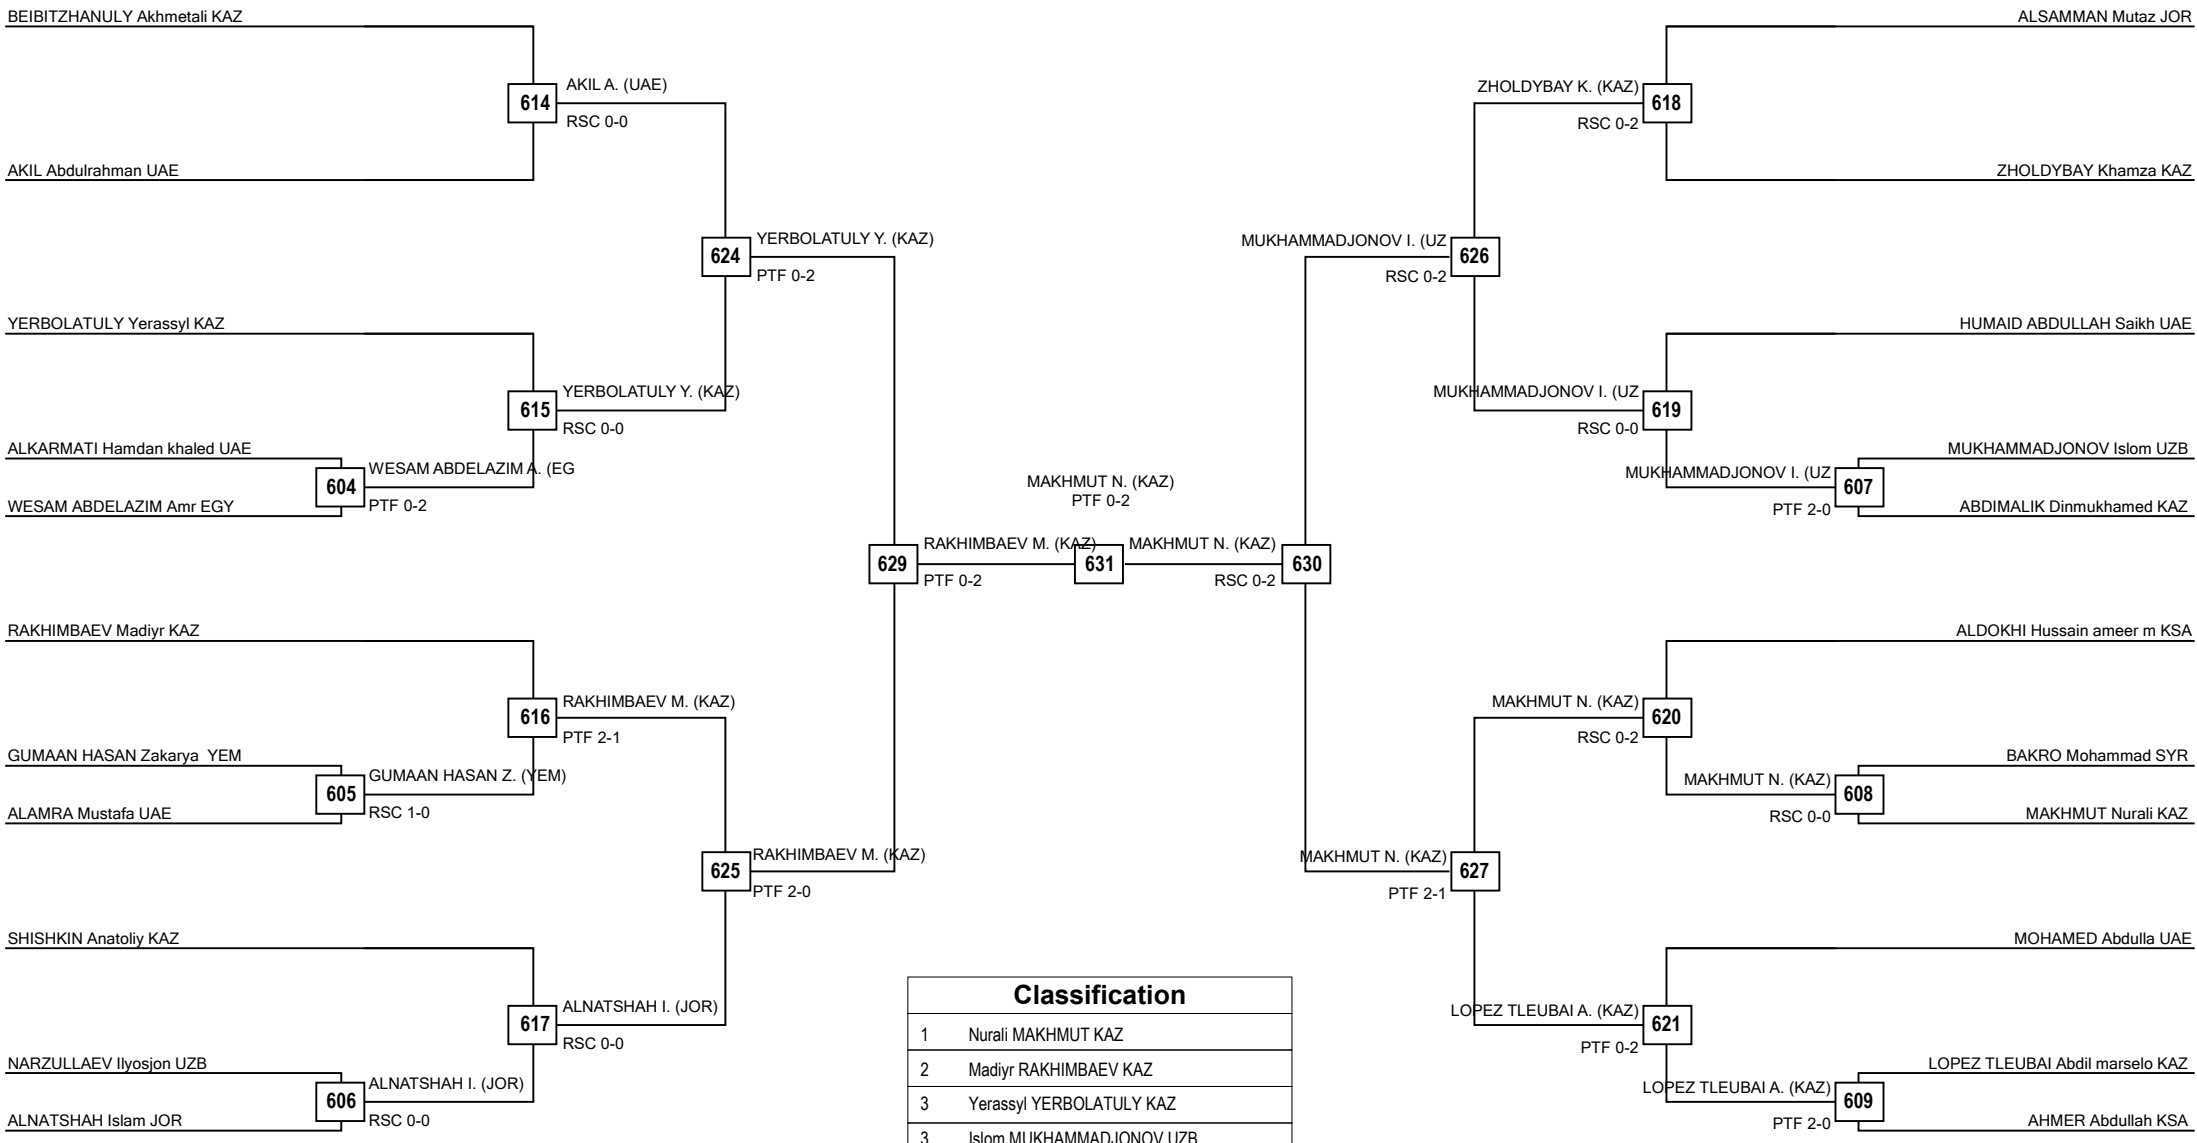 BEIBITZHANULY Akhmetali KAZ
AKIL Abdulrahman UAE
YERBOLATULY Yerassyl KAZ
ALKARMATI Hamdan khaled UAE
WESAM ABDELAZIM Amr EGY
RAKHIMBAEV Madiyr KAZ
GUMAAN HASAN Zakarya  YEM
ALAMRA Mustafa UAE
SHISHKIN Anatoliy KAZ
NARZULLAEV Ilyosjon UZB
ALNATSHAH Islam JOR
604
WESAM ABDELAZIM A. (EG
PTF 0-2
605
GUMAAN HASAN Z. (YEM)
RSC 1-0
606
ALNATSHAH I. (JOR)
RSC 0-0
614
AKIL A. (UAE)
RSC 0-0
615
YERBOLATULY Y. (KAZ)
RSC 0-0
616
RAKHIMBAEV M. (KAZ)
PTF 2-1
617
ALNATSHAH I. (JOR)
RSC 0-0
624
YERBOLATULY Y. (KAZ)
PTF 0-2
625
RAKHIMBAEV M. (KAZ)
PTF 2-0
629
RAKHIMBAEV M. (KAZ)
PTF 0-2
MAKHMUT N. (KAZ)
PTF 0-2
631
MAKHMUT N. (KAZ)
RSC 0-2
630
MUKHAMMADJONOV I. (UZ
RSC 0-2
626
MAKHMUT N. (KAZ)
PTF 2-1
627
ZHOLDYBAY K. (KAZ)
RSC 0-2
618
MUKHAMMADJONOV I. (UZ
RSC 0-0
619
MAKHMUT N. (KAZ)
RSC 0-2
620
LOPEZ TLEUBAI A. (KAZ)
PTF 0-2
621
MUKHAMMADJONOV I. (UZ
PTF 2-0
607
MAKHMUT N. (KAZ)
RSC 0-0
608
LOPEZ TLEUBAI A. (KAZ)
PTF 2-0
609
ALSAMMAN Mutaz JOR
ZHOLDYBAY Khamza KAZ
HUMAID ABDULLAH Saikh UAE
MUKHAMMADJONOV Islom UZB
ABDIMALIK Dinmukhamed KAZ
ALDOKHI Hussain ameer m KSA
BAKRO Mohammad SYR
MAKHMUT Nurali KAZ
MOHAMED Abdulla UAE
LOPEZ TLEUBAI Abdil marselo KAZ
AHMER Abdullah KSA
Classification
1 Nurali MAKHMUT KAZ
2 Madiyr RAKHIMBAEV KAZ
3 Yerassyl YERBOLATULY KAZ
3 Islom MUKHAMMADJONOV UZB